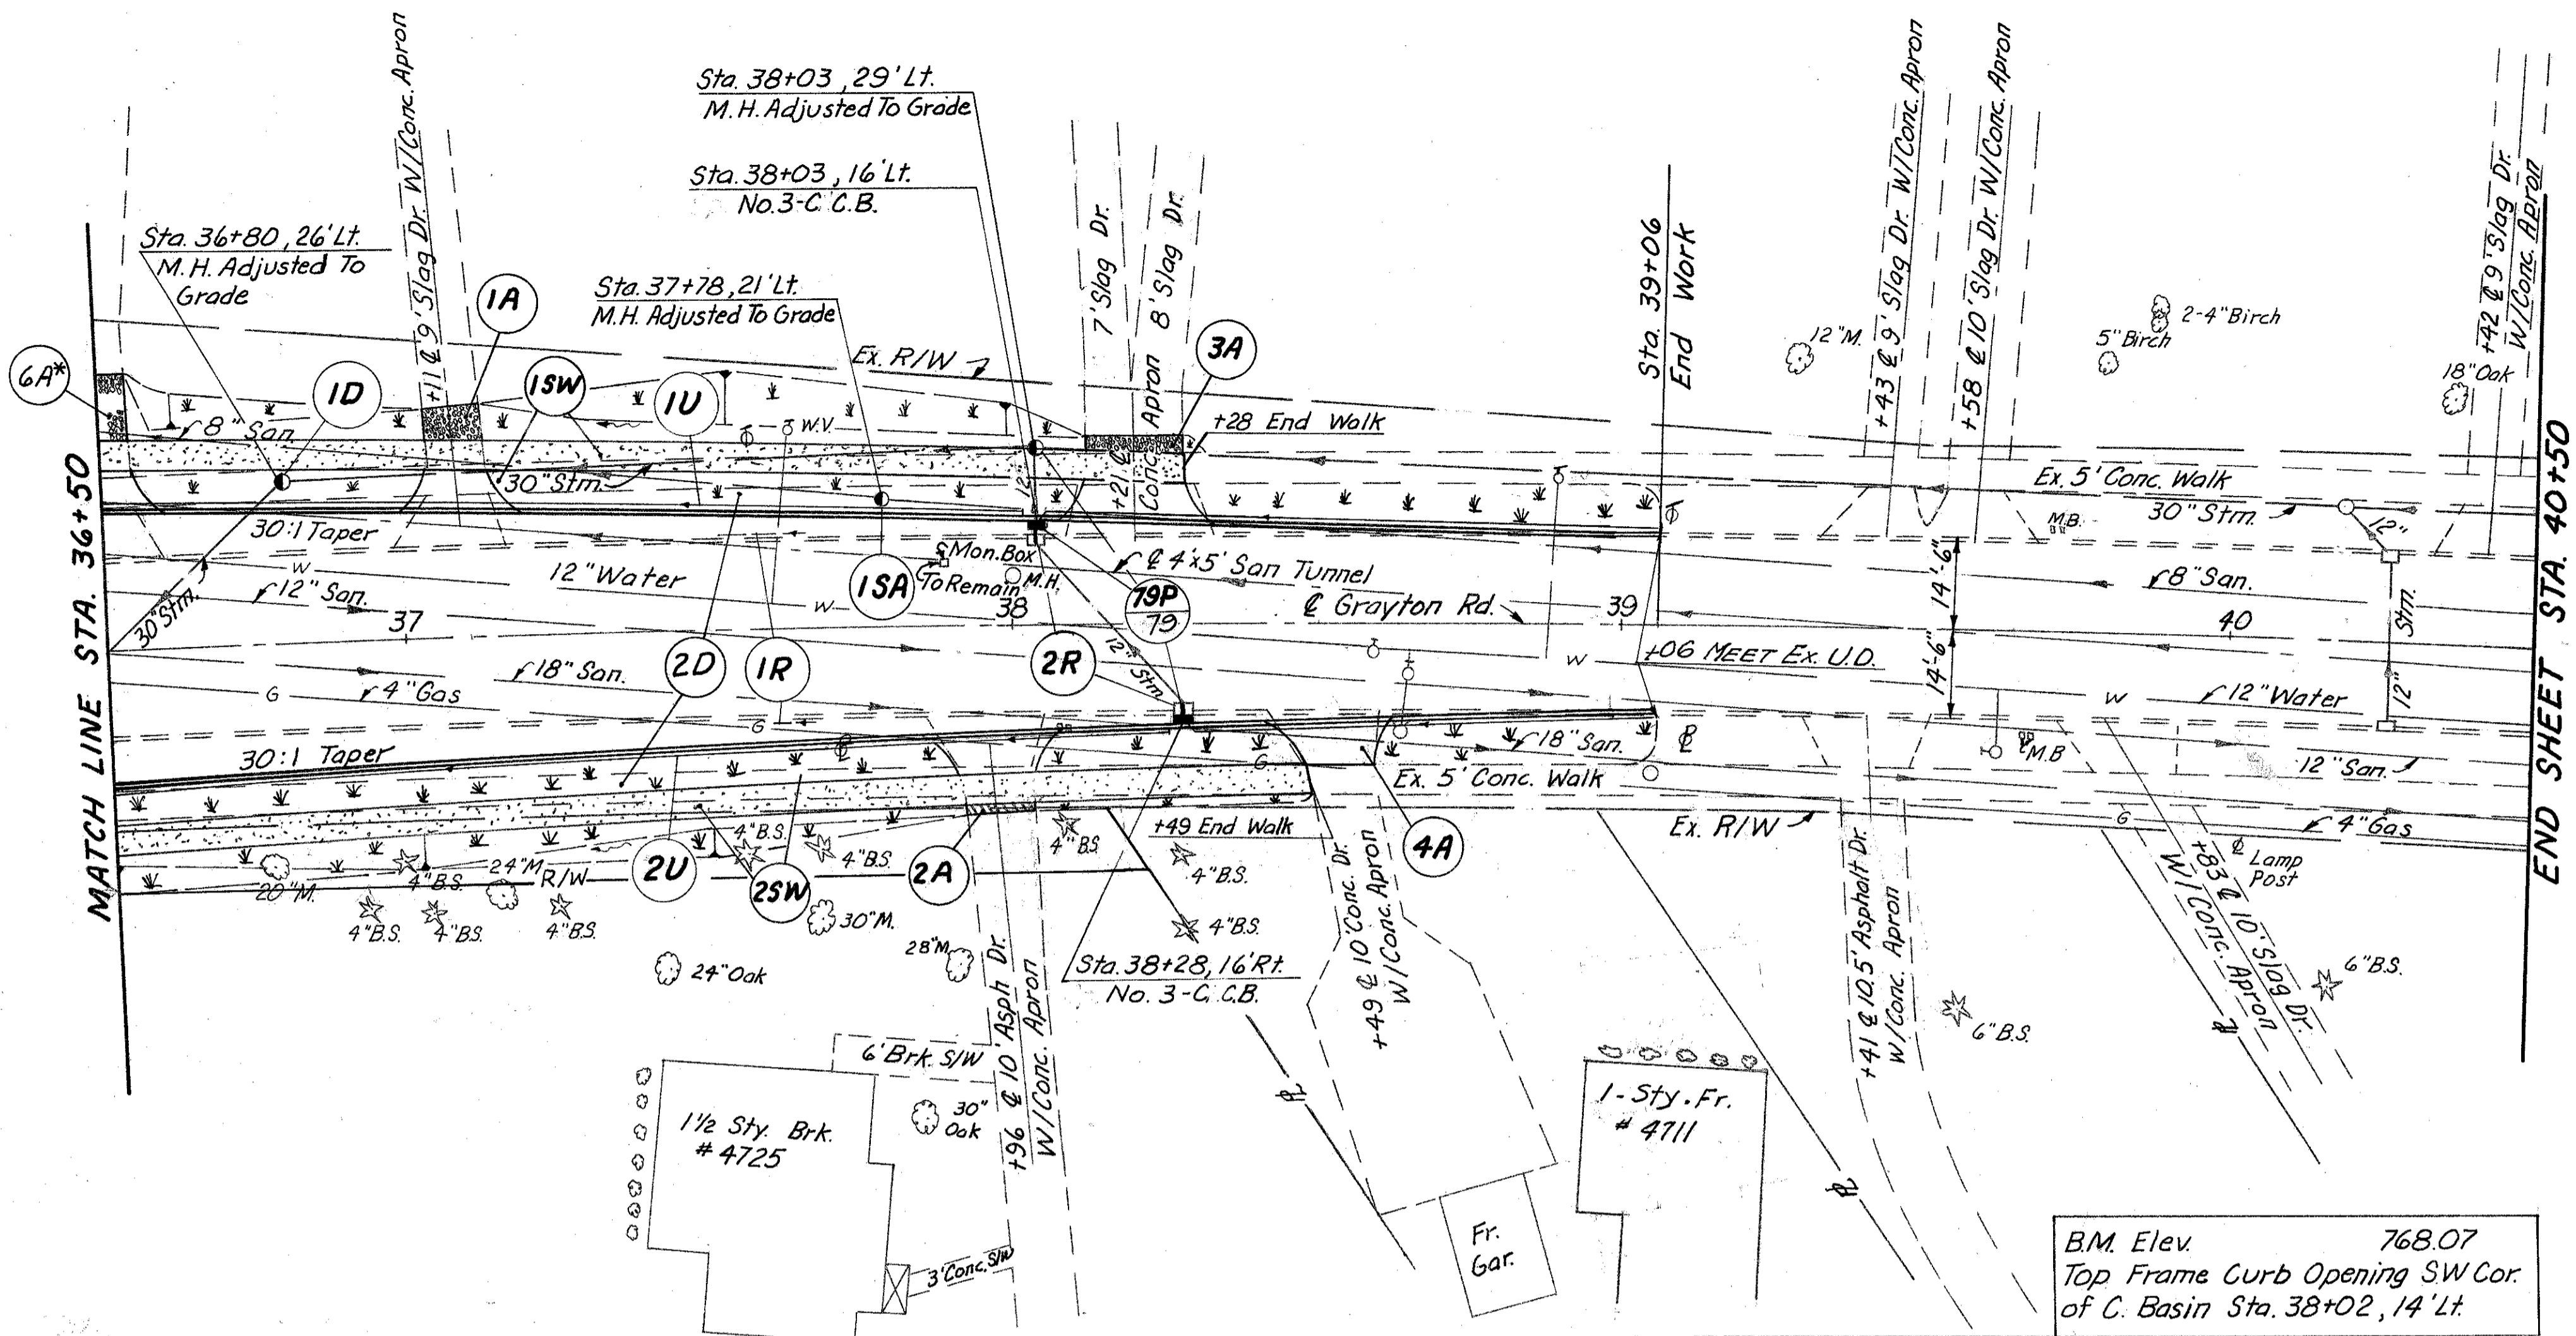 +11 ℄ 9' Slag Dr. W/Conc. Apron
Sta. 38+03, 29' Lt.
M.H. Adjusted To Grade
Sta. 38+03, 16' Lt.
No. 3-C C.B.
Sta. 36+80, 26' Lt.
M.H. Adjusted To
Grade
Sta. 37+78, 21' Lt.
M.H. Adjusted To Grade
7' Slag Dr.
8' Slag Dr.
+21 ℄
Conc. Apron
Sta. 39+06
End Work
+43 ℄ 9' Slag Dr. W/Conc. Apron
+58 ℄ 10' Slag Dr. W/Conc. Apron
+42 ℄ 9' Slag Dr.
W/Conc. Apron
12" M.
5" Birch
2-4" Birch
18" Oak
6A*
1D
1A
1SW
1U
3A
Ex. R/W
+28 End Walk
8" San.
W.V.
30" Stm.
12"
Ex. 5' Conc. Walk
30" Stm.
12"
M.B.
MATCH LINE STA. 36+50
END SHEET STA. 40+50
30:1 Taper
W
12" Water
W
Mon. Box
To Remain
M.H.
1SA
79P
79
℄ 4'x5' San Tunnel
℄ Grayton Rd.
8" San.
14'-6"
14'-6"
12" San.
30" Stm.
37
38
39
40
Stm.
12"
2D
1R
2R
12" Stm.
18" San.
G
4" Gas
G
W
+06 MEET Ex. U.D.
W
12" Water
30:1 Taper
18" San.
G
Ex. 5' Conc. Walk
M.B
12" San.
+49 End Walk
Ex. R/W
G
4" Gas
℄ Lamp
Post
20" M.
4" B.S.
24" M.
R/W
4" B.S.
4" B.S.
4" B.S.
4" B.S.
4" B.S.
4" B.S.
4" B.S.
4" B.S.
2U
2SW
2A
4A
30" M.
28" M.
24" Oak
Sta. 38+28, 16' Rt.
No. 3-C C.B.
+96 ℄ 10' Asph Dr.
W/Conc. Apron
+49 ℄ 10' Conc. Dr.
W/Conc. Apron
+41 ℄ 10.5' Asphalt Dr.
W/Conc. Apron
+83 ℄ 10' Slag Dr.
W/Conc. Apron
6" B.S.
6" B.S.
6' Brk. S/W
30"
Oak
1½ Sty. Brk.
# 4725
3' Conc. S/W
Fr.
Gar.
1-Sty. Fr.
# 4711
B.M. Elev. 768.07
Top Frame Curb Opening S.W Cor.
of C. Basin Sta. 38+02, 14' Lt.